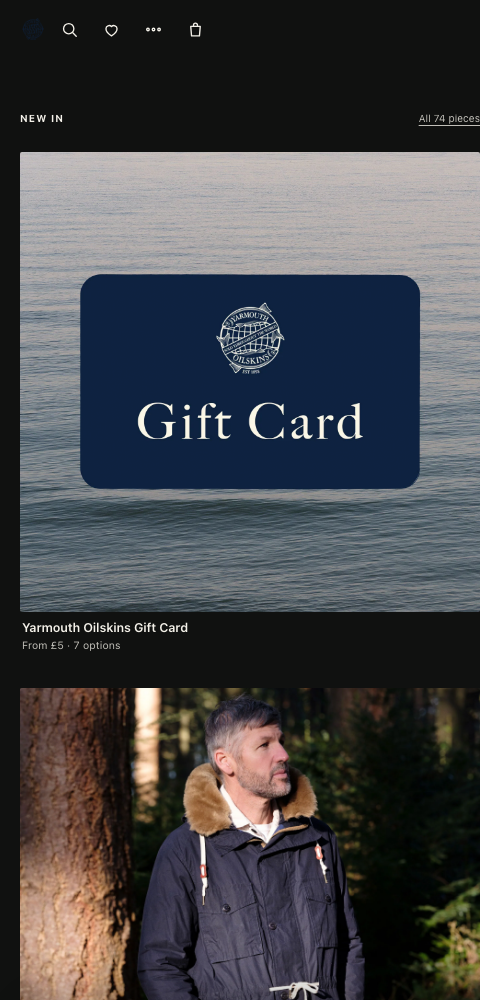 NEW IN
All 74 pieces
YARMOUTH
OILSKINS
EST 1898
Gift Card
Yarmouth Oilskins Gift Card
From £5 · 7 options